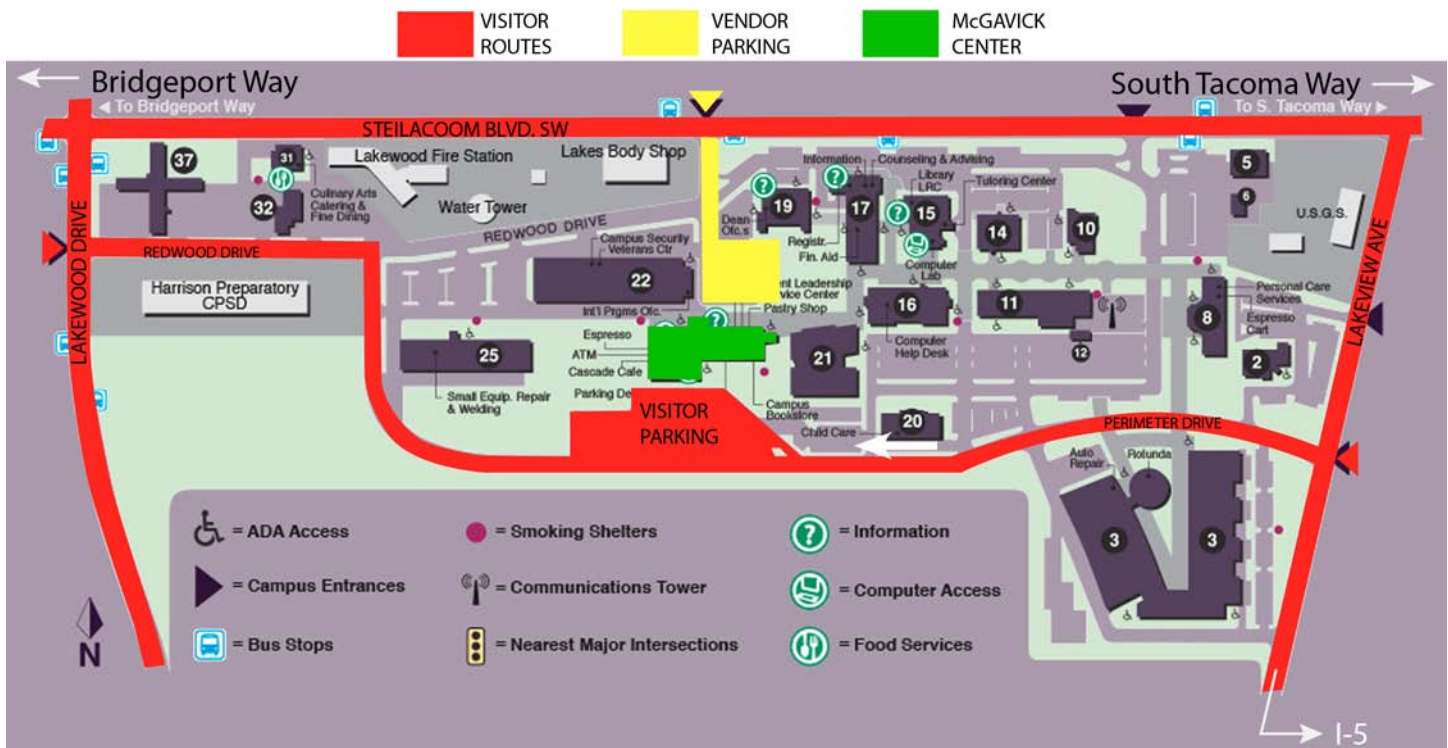 VISITOR
ROUTES
VENDOR
PARKING
McGAVICK
CENTER
Bridgeport Way
South Tacoma Way
To Bridgeport Way
To S. Tacoma Way
STEILACOOM BLVD. SW
37
31
Lakewood Fire Station
Lakes Body Shop
Culinary Arts
Catering &
Fine Dining
32
Water Tower
REDWOOD DRIVE
REDWOOD DRIVE
LAKEWOOD DRIVE
LAKEVIEW AVE
Harrison Preparatory
CPSD
Campus Security
Veterans Ctr
22
Int'l Prgms Ofc.
Information
Counseling & Advising
Library
LRC
Tutoring Center
19
Dean
Ofc.s
17
Registr.
Fin. Aid
15
Computer
Lab
14
10
5
6
U.S.G.S.
ent Leadership
vice Center
Pastry Shop
16
Computer
Help Desk
11
12
Personal Care
Services
8
Espresso
Cart
2
Espresso
ATM
Cascade Cafe
Parking De
25
Small Equip. Repair
& Welding
21
Campus
Bookstore
VISITOR
PARKING
20
Child Care
PERIMETER DRIVE
Auto
Repair
Rotunda
3
3
= ADA Access
= Smoking Shelters
= Information
= Campus Entrances
= Communications Tower
= Computer Access
= Bus Stops
= Nearest Major Intersections
= Food Services
N
I-5